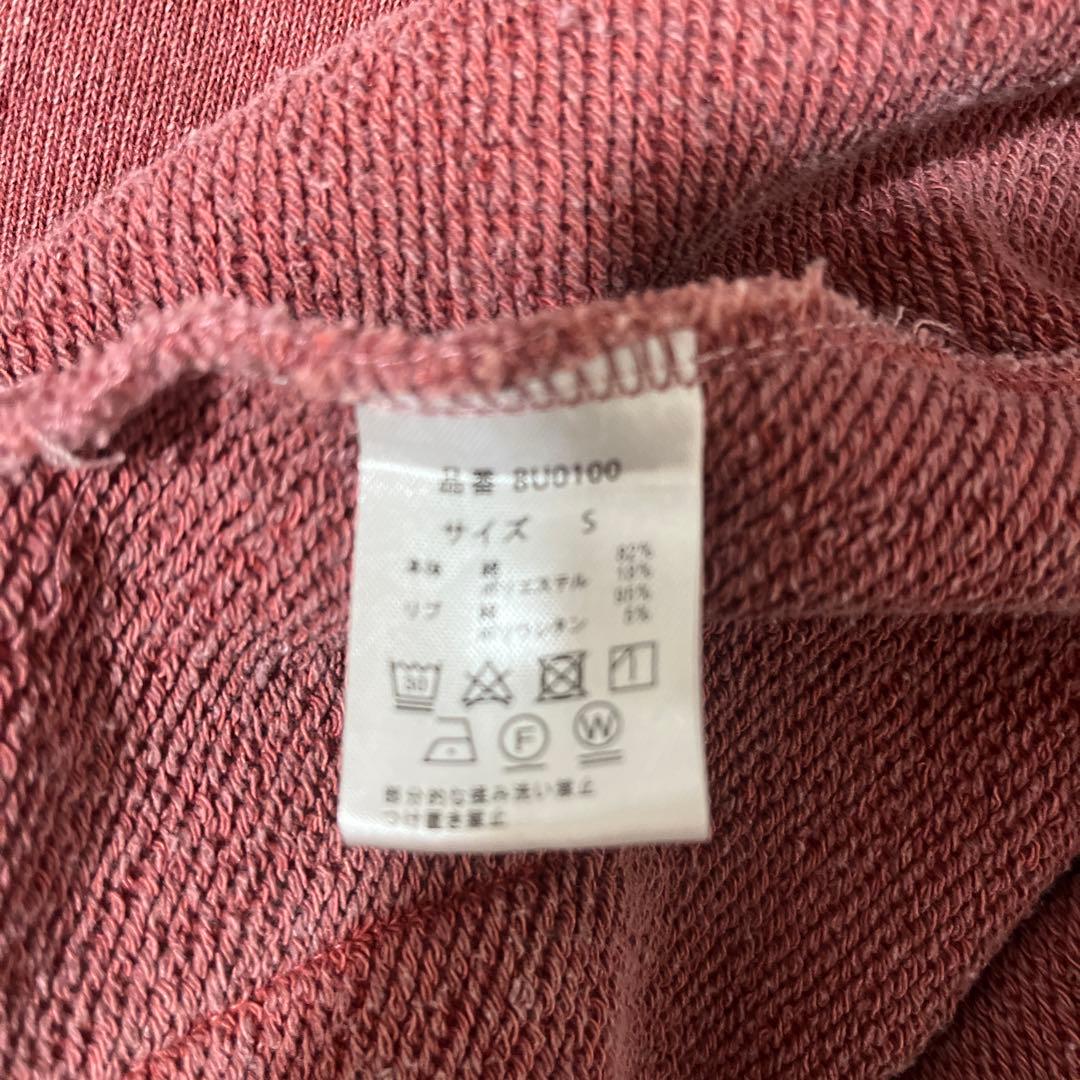 品番 BU0100
サイズ S
本体 綿 82%
ポリエステル 18%
リブ 綿 95%
ポリウレタン 5%
30
F W
部分的な揉み洗い禁止
つけ置き禁止